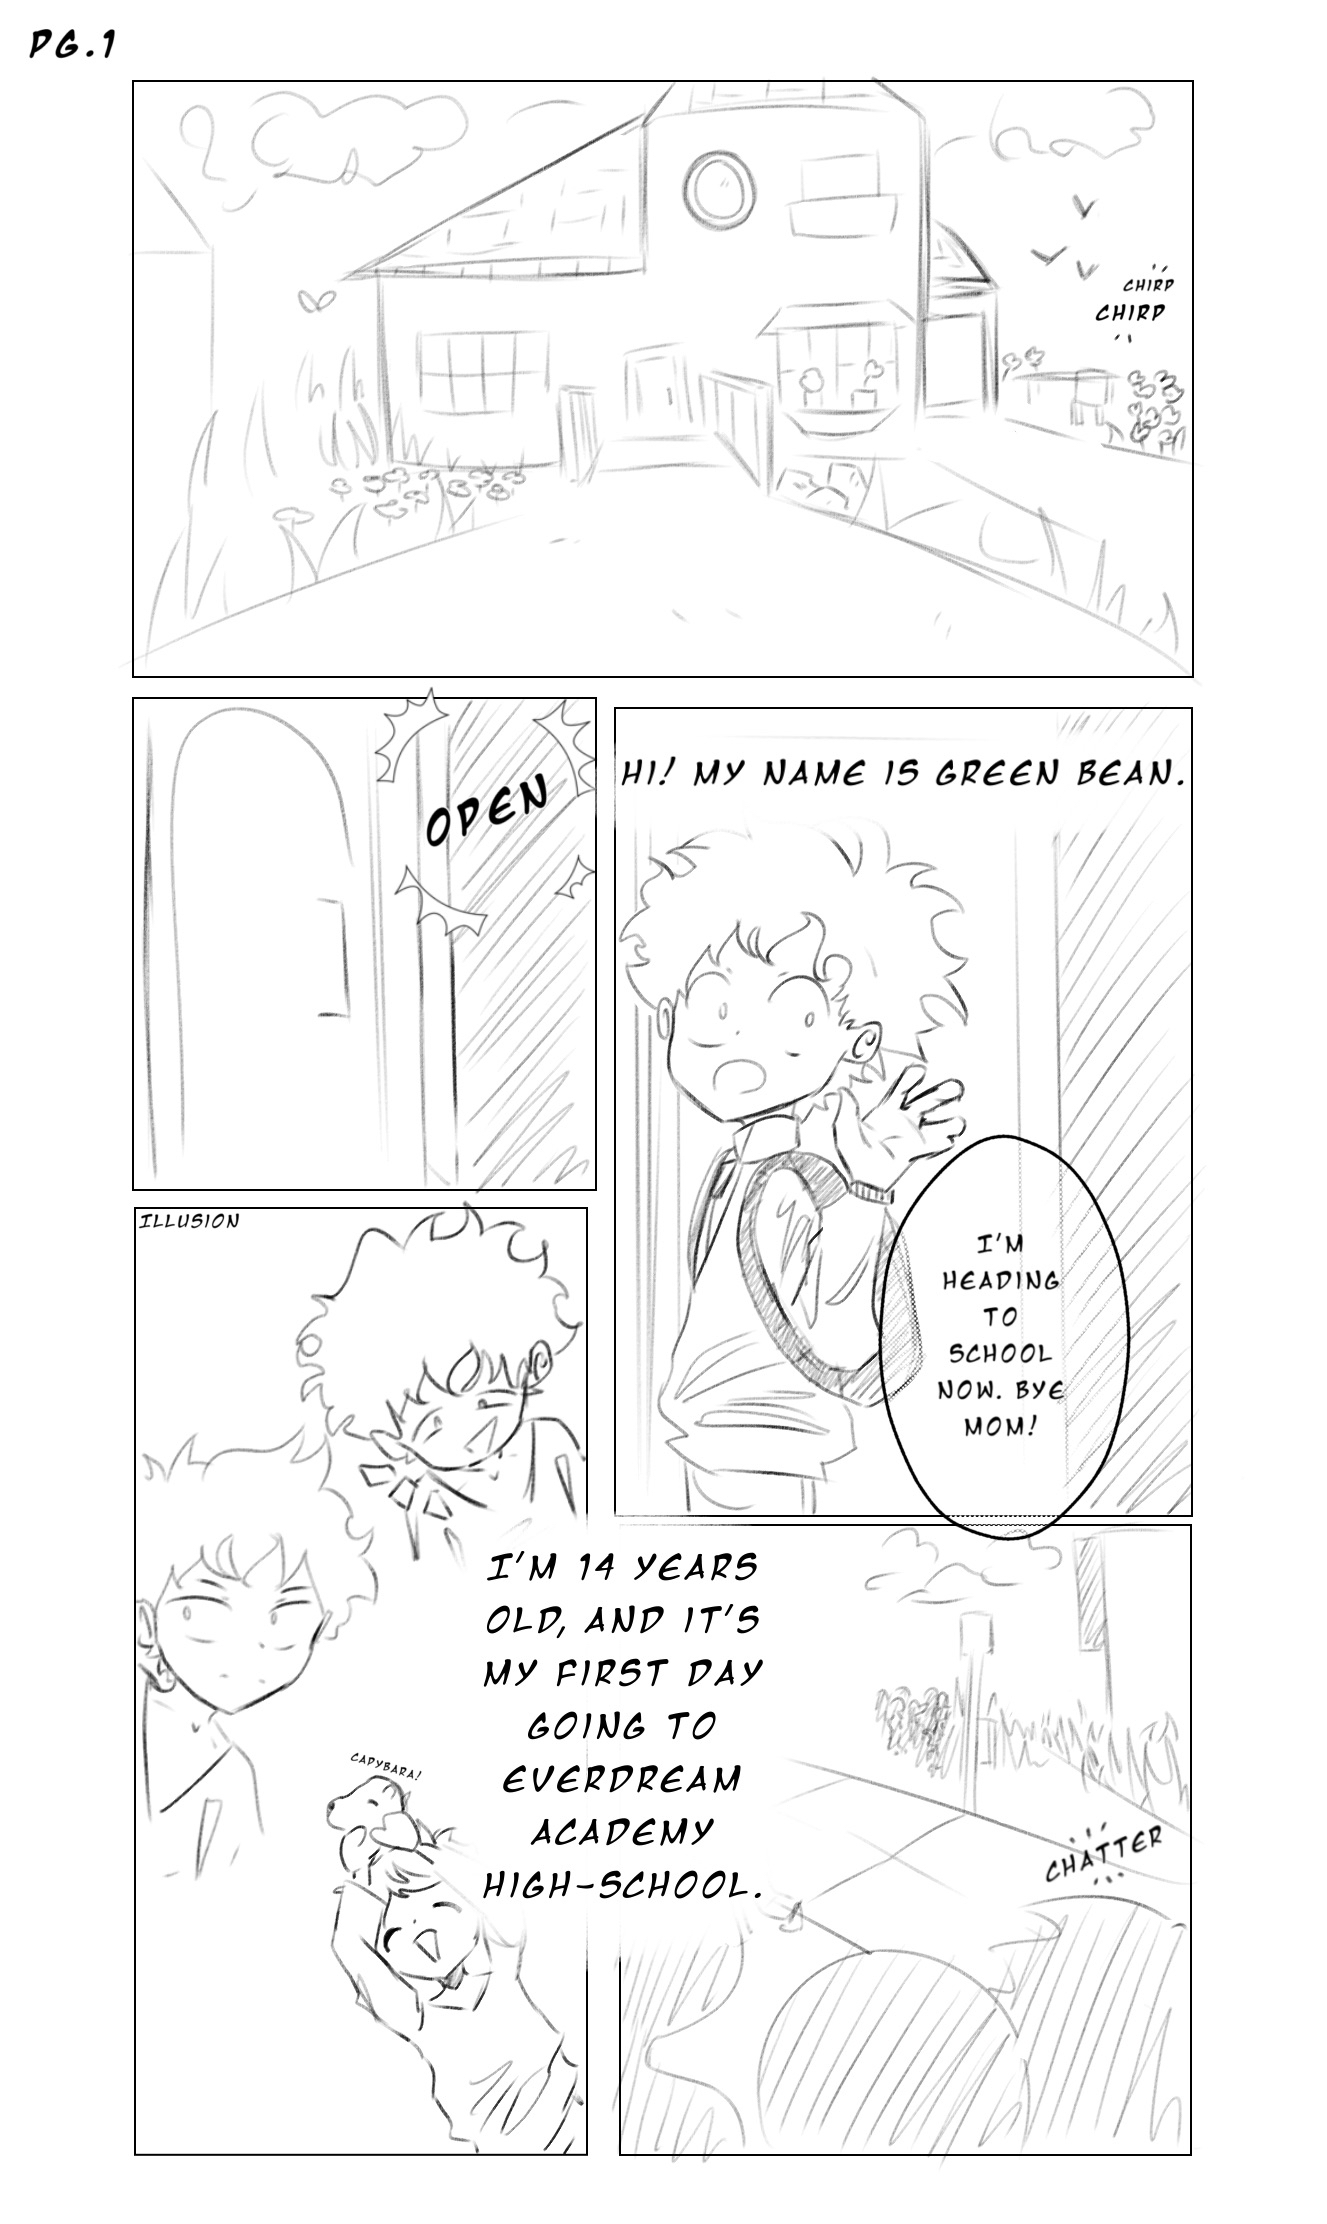 PG.1
CHIRP
CHIRP
OPEN
HI! MY NAME IS GREEN BEAN.
I'M
HEADING
TO
SCHOOL
NOW. BYE
MOM!
ILLUSION
CAPYBARA!
I'M 14 YEARS
OLD, AND IT'S
MY FIRST DAY
GOING TO
EVERDREAM
ACADEMY
HIGH-SCHOOL.
CHATTER